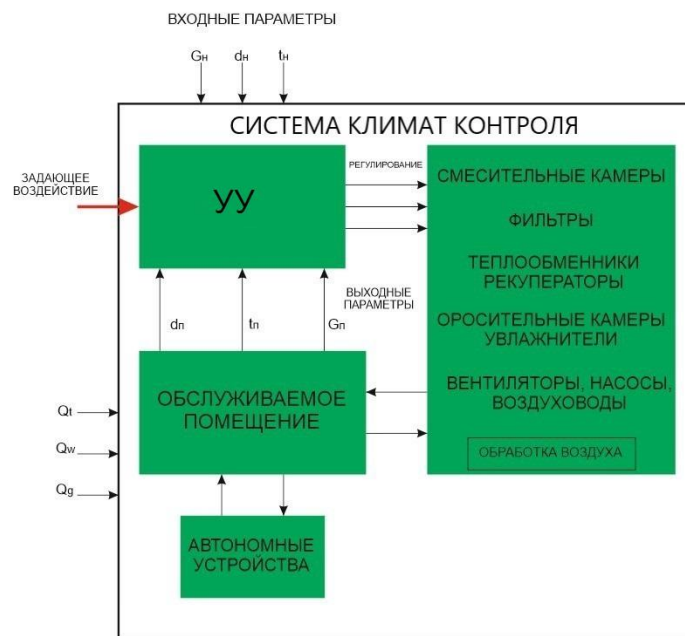 ВХОДНЫЕ ПАРАМЕТРЫ
Gн
dн
tн
СИСТЕМА КЛИМАТ КОНТРОЛЯ
ЗАДАЮЩЕЕ
ВОЗДЕЙСТВИЕ
УУ
РЕГУЛИРОВАНИЕ
СМЕСИТЕЛЬНЫЕ КАМЕРЫ
ФИЛЬТРЫ
ТЕПЛООБМЕННИКИ
РЕКУПЕРАТОРЫ
ОРОСИТЕЛЬНЫЕ КАМЕРЫ
УВЛАЖНИТЕЛИ
ВЕНТИЛЯТОРЫ, НАСОСЫ,
ВОЗДУХОВОДЫ
ОБРАБОТКА ВОЗДУХА
dп
tп
Gп
ВЫХОДНЫЕ
ПАРАМЕТРЫ
ОБСЛУЖИВАЕМОЕ
ПОМЕЩЕНИЕ
Qt
Qw
Qg
АВТОНОМНЫЕ
УСТРОЙСТВА